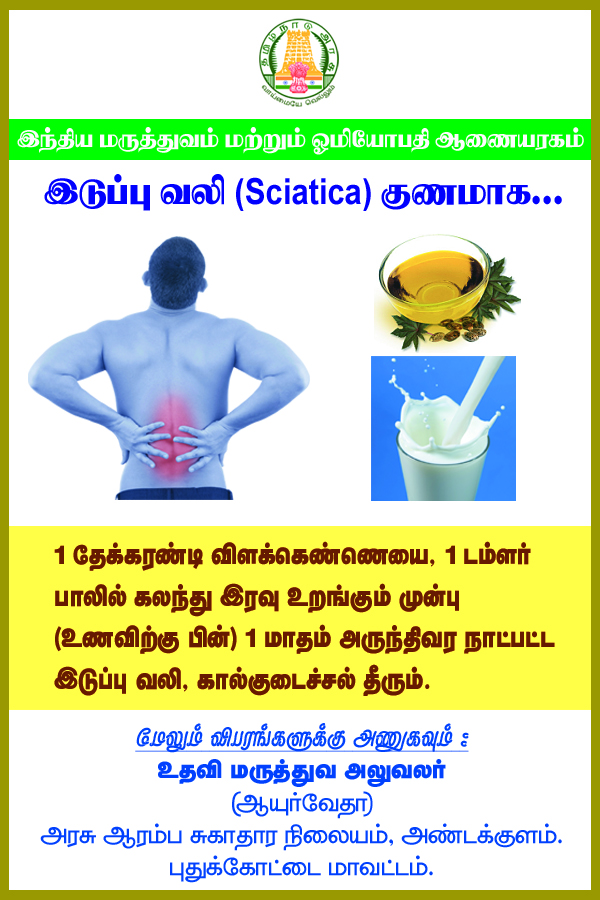 தமிழ்நாடு அரசு
வாய்மையே வெல்லும்
இந்திய மருத்துவம் மற்றும் ஓமியோபதி ஆணையரகம்
இடுப்பு வலி (Sciatica) குணமாக...
1 தேக்கரண்டி விளக்கெண்ணெயை, 1 டம்ளர்
பாலில் கலந்து இரவு உறங்கும் முன்பு
(உணவிற்கு பின்) 1 மாதம் அருந்திவர நாட்பட்ட
இடுப்பு வலி, கால்குடைச்சல் தீரும்.
மேலும் விபரங்களுக்கு அணுகவும் :
உதவி மருத்துவ அலுவலர்
(ஆயுர்வேதா)
அரசு ஆரம்ப சுகாதார நிலையம், அண்டக்குளம்.
புதுக்கோட்டை மாவட்டம்.